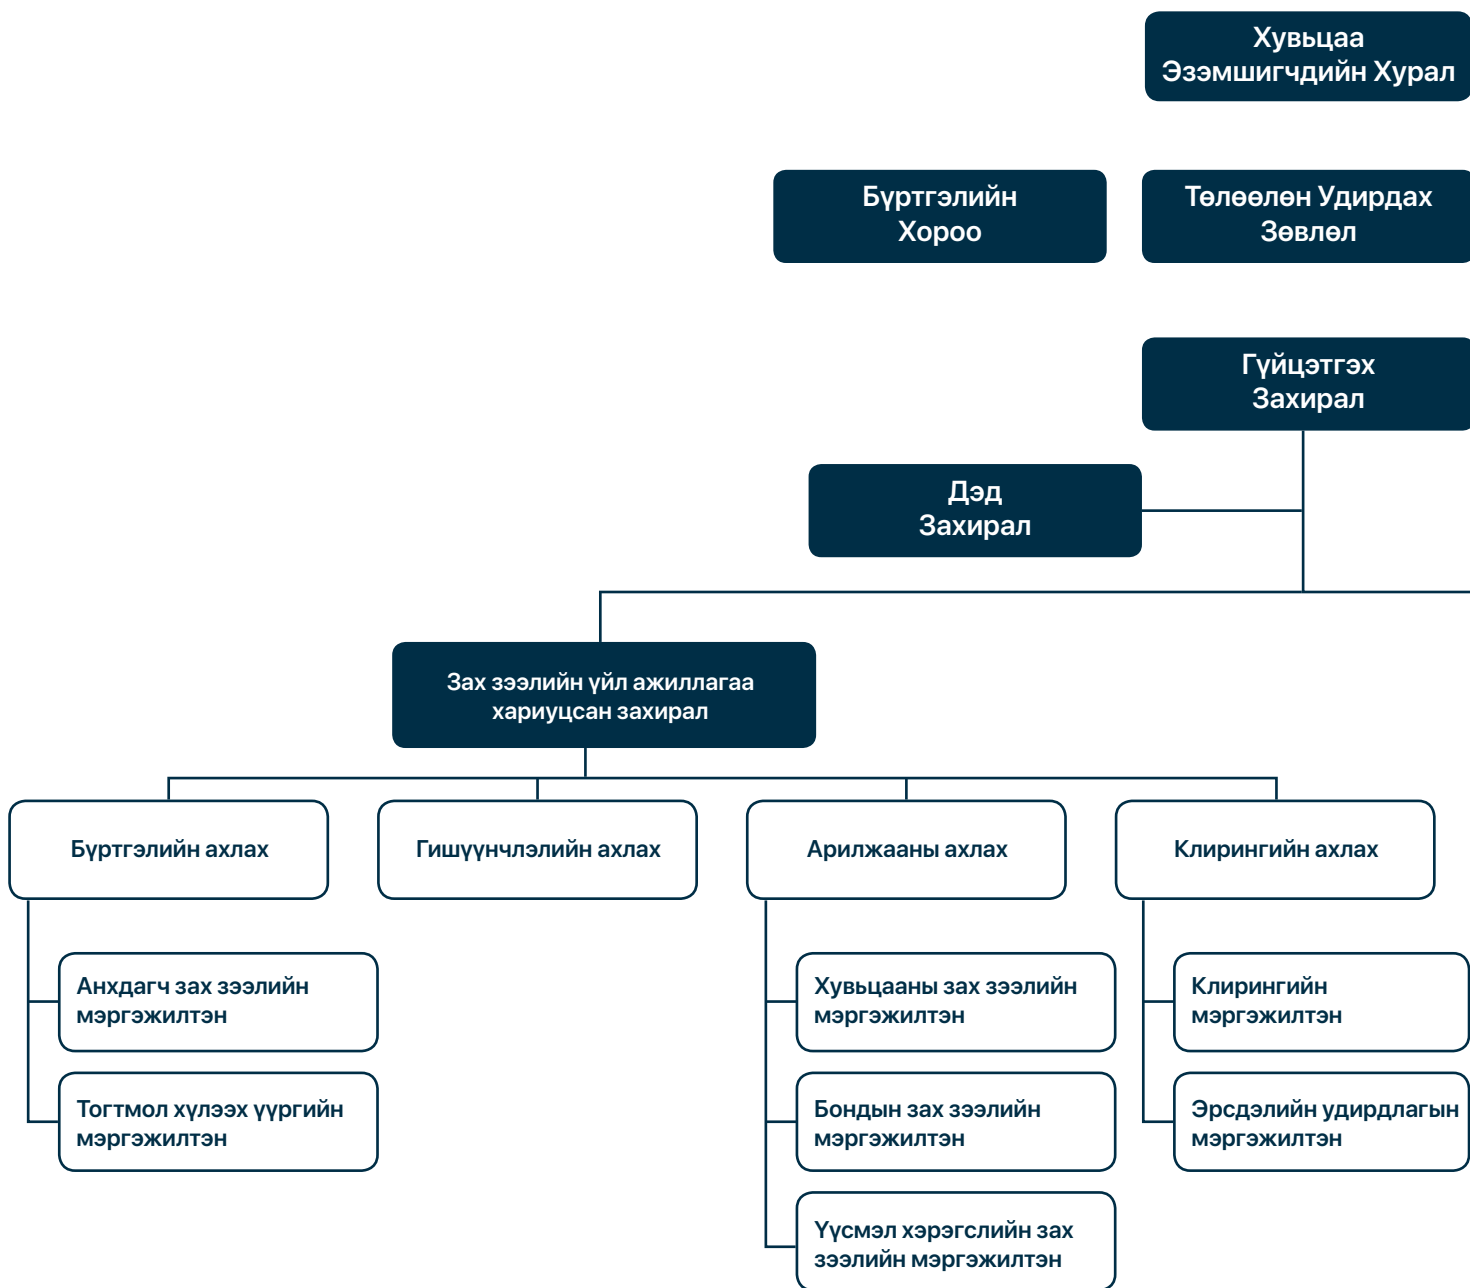 Хувьцаа
Эзэмшигчдийн Хурал
Бүртгэлийн
Хороо
Төлөөлөн Удирдах
Зөвлөл
Гүйцэтгэх
Захирал
Дэд
Захирал
Зах зээлийн үйл ажиллагаа
хариуцсан захирал
Бүртгэлийн ахлах
Гишүүнчлэлийн ахлах
Арилжааны ахлах
Клирингийн ахлах
Анхдагч зах зээлийн
мэргэжилтэн
Тогтмол хүлээх үүргийн
мэргэжилтэн
Хувьцааны зах зээлийн
мэргэжилтэн
Бондын зах зээлийн
мэргэжилтэн
Үүсмэл хэрэгслийн зах
зээлийн мэргэжилтэн
Клирингийн
мэргэжилтэн
Эрсдэлийн удирдлагын
мэргэжилтэн